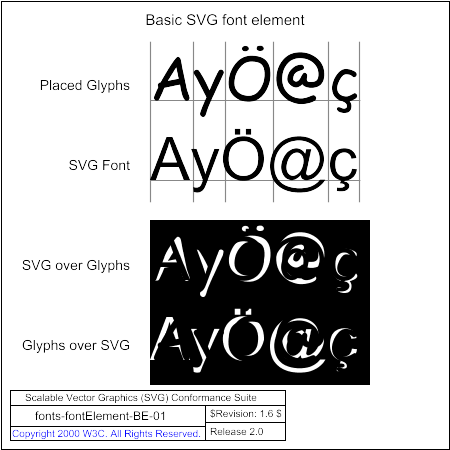 Basic SVG font element
Placed Glyphs AyÖ@ç
SVG Font AyÖ@ç
SVG over Glyphs AyÖ@ç
Glyphs over SVG AyÖ@ç
Scalable Vector Graphics (SVG) Conformance Suite
fonts-fontElement-BE-01 $Revision: 1.6 $
Copyright 2000 W3C. All Rights Reserved. Release 2.0